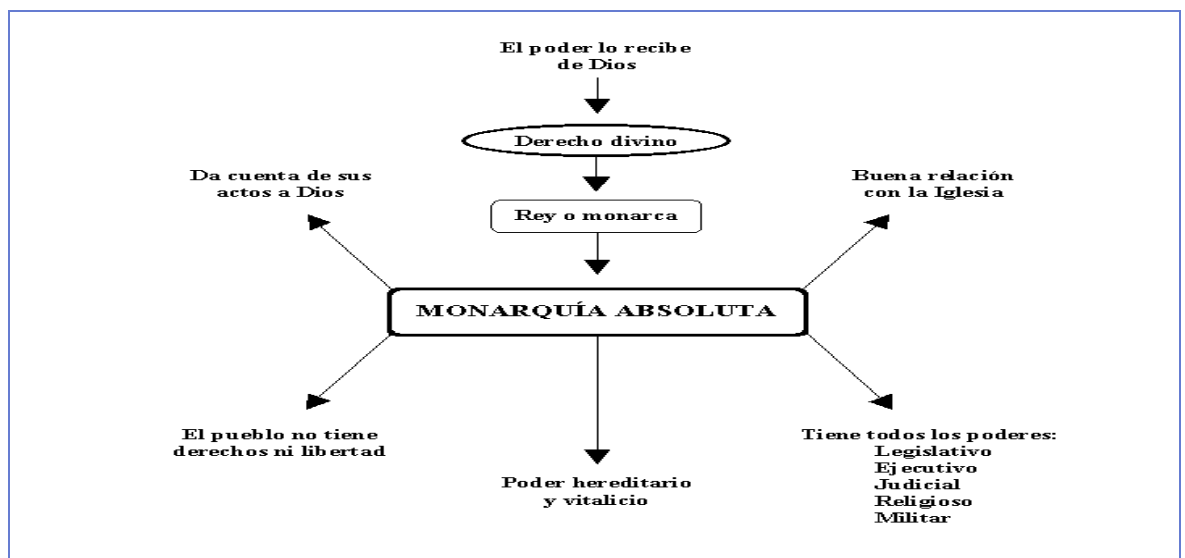 El poder lo recibe
de Dios
Derecho divino
Da cuenta de sus
actos a Dios
Buena relación
con la Iglesia
Rey o monarca
MONARQUÍA ABSOLUTA
El pueblo no tiene
derechos ni libertad
Poder hereditario
y vitalicio
Tiene todos los poderes:
Legislativo
Ejecutivo
Judicial
Religioso
Militar